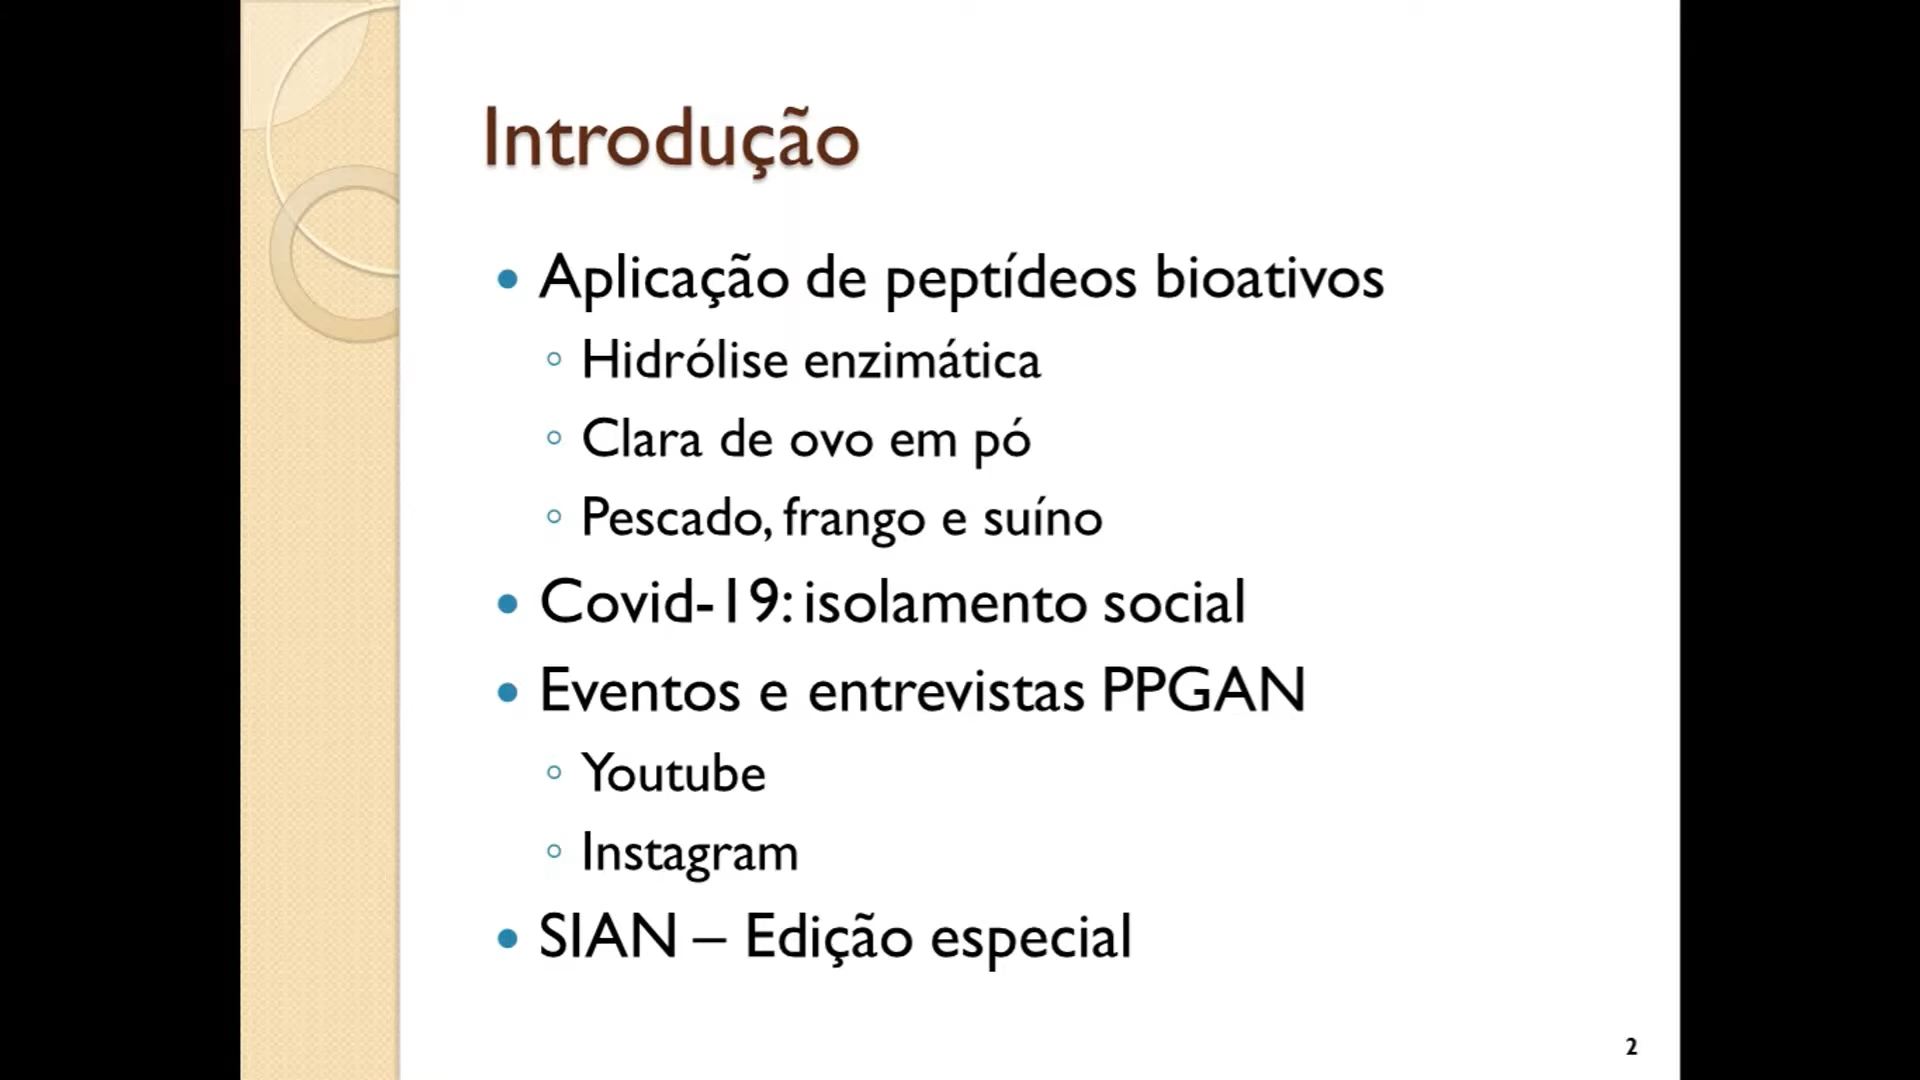 Introdução
• Aplicação de peptídeos bioativos
◦ Hidrólise enzimática
◦ Clara de ovo em pó
◦ Pescado, frango e suíno
• Covid-19: isolamento social
• Eventos e entrevistas PPGAN
◦ Youtube
◦ Instagram
• SIAN – Edição especial
2